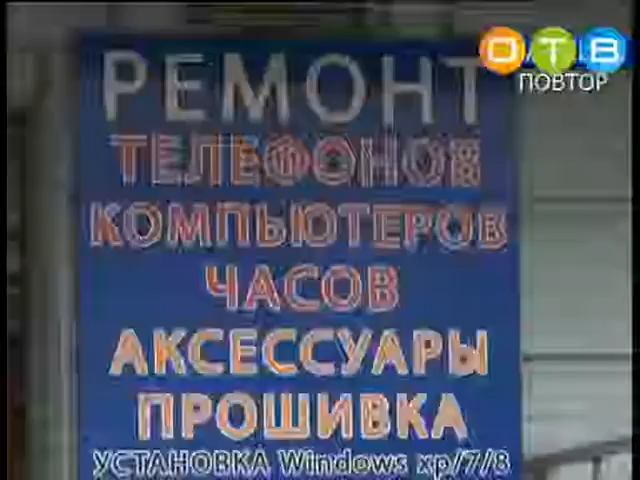 ОТВ
ПОВТОР
РЕМОНТ
ТЕЛЕФОНОВ
КОМПЬЮТЕРОВ
ЧАСОВ
АКСЕССУАРЫ
ПРОШИВКА
УСТАНОВКА Windows xp/7/8